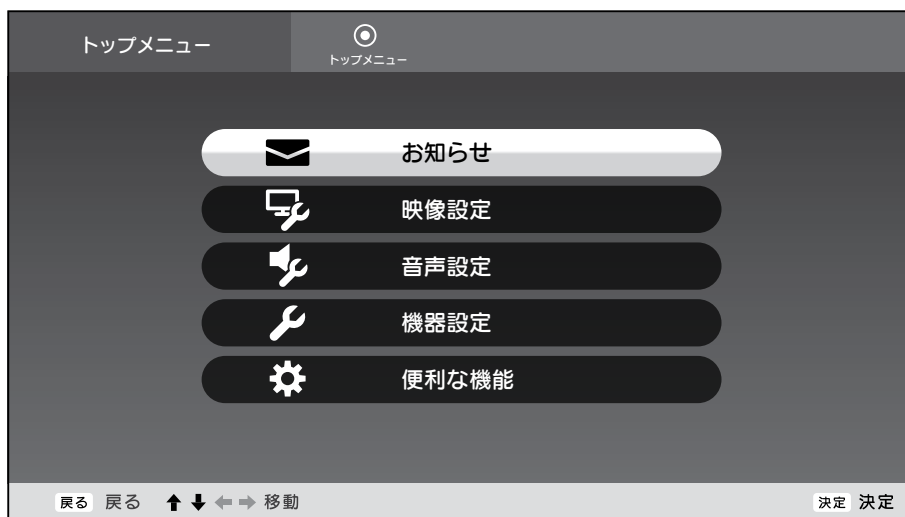 トップメニュー
トップメニュー
お知らせ
映像設定
音声設定
機器設定
便利な機能
戻る 戻る 移動 決定 決定